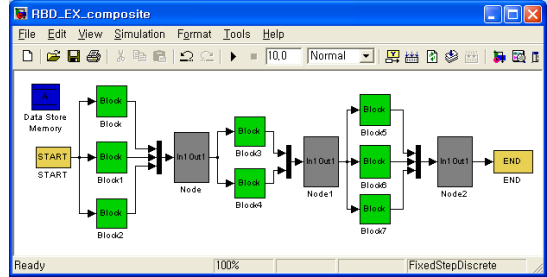 RBD_EX_composite
File Edit View Simulation Format Tools Help
10,0 Normal
A
Data Store
Memory
START
START
Block
Block
Block
Block1
Block
Block2
In1 Out1
Node
Block
Block3
Block
Block4
In1 Out1
Node1
Block
Block5
Block
Block6
Block
Block7
In1 Out1
Node2
END
END
Ready 100% FixedStepDiscrete